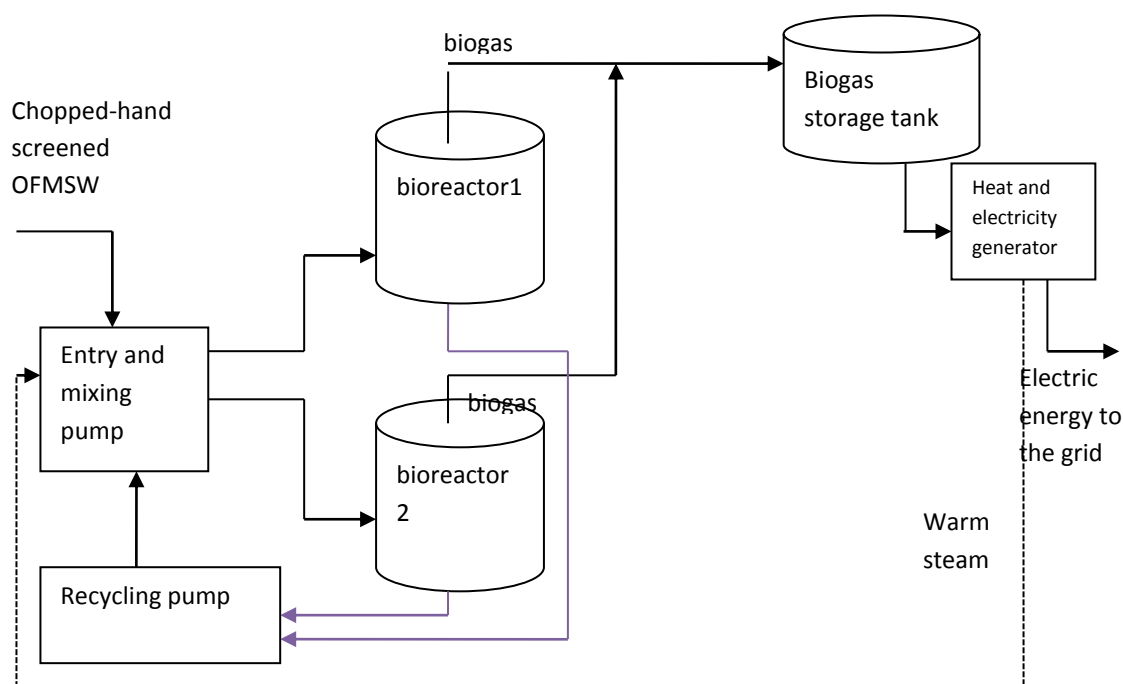 biogas
Biogas
storage tank
Chopped-hand
screened
OFMSW
bioreactor1
Heat and
electricity
generator
Entry and
mixing
pump
biogas
bioreactor
2
Electric
energy to
the grid
Warm
steam
Recycling pump